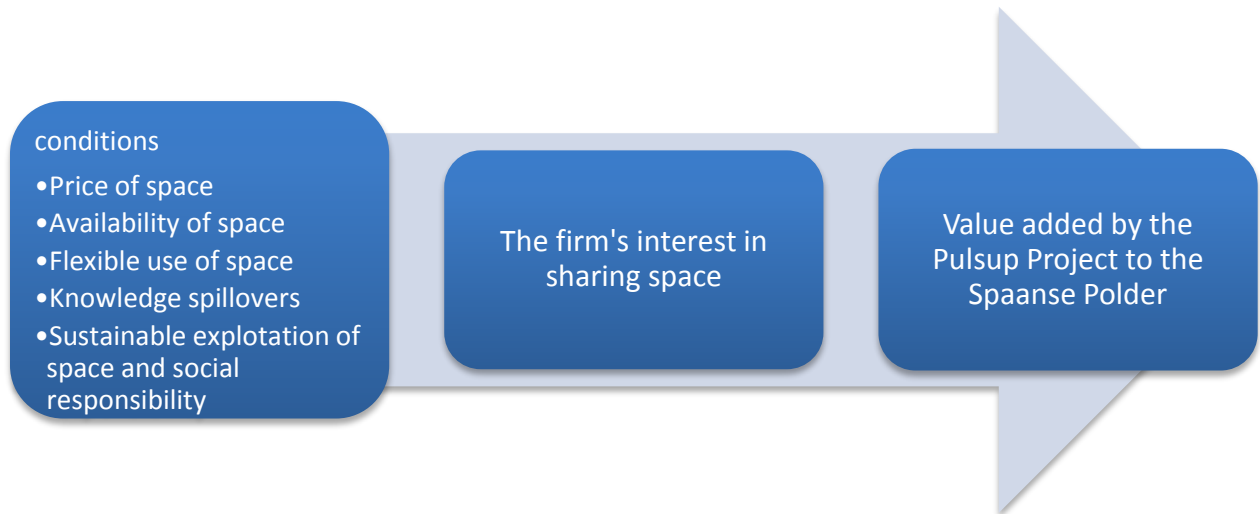 conditions
•Price of space
•Availability of space
•Flexible use of space
•Knowledge spillovers
•Sustainable explotation of
space and social
responsibility
The firm's interest in
sharing space
Value added by the
Pulsup Project to the
Spaanse Polder